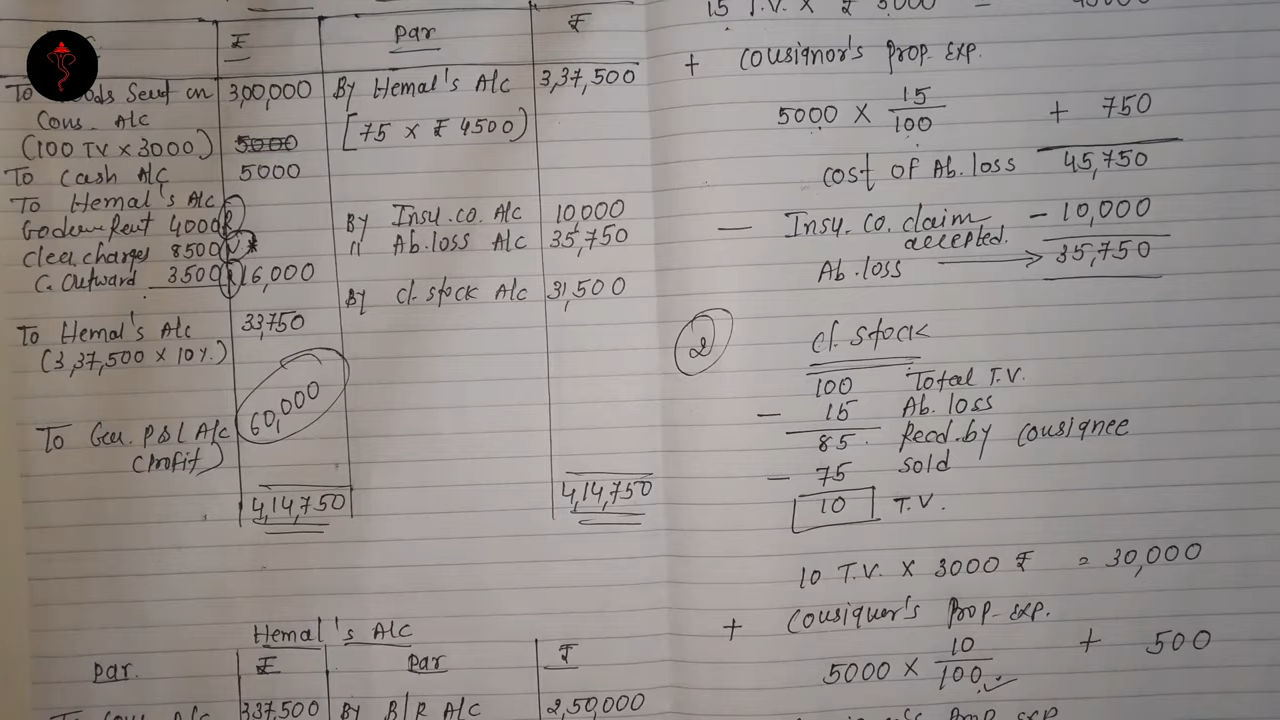 ₹ Par ₹
To Goods Sent on 3,00,000 By Hemal's A/c 3,37,500
Cons. A/c [75 × ₹ 4500)
(100 TV × 3000) 5000
To Cash A/c 5000
To Hemal's A/c
Godown Rent 4000 By Insu. co. A/c 10,000
Clea. charges 8500 * " Ab. loss A/c 35,750
C. Outward 3500 16,000
By cl. stock A/c 31,500
To Hemal's A/c 33,750
(3,37,500 × 10%.)
To Gen. P&L A/c 60,000
(Profit)
4,14,750 4,14,750
Hemal's A/c
Par. ₹ Par ₹
337,500 By B/R A/c 2,50,000
15 T.V. × ₹ 3000 = 45000
+ Consignor's Prop. Exp.
5000 × 15/100 + 750
cost of Ab. loss 45,750
— Insu. co. claim - 10,000
accepted.
Ab. loss → 35,750
2 cl. stock
100 Total T.V.
— 15 Ab. loss
85. Recd. by consignee
— 75 sold
10 T.V.
10 T.V. × 3000 ₹ = 30,000
+ Consignor's Prop. exp.
5000 × 10/100 + 500